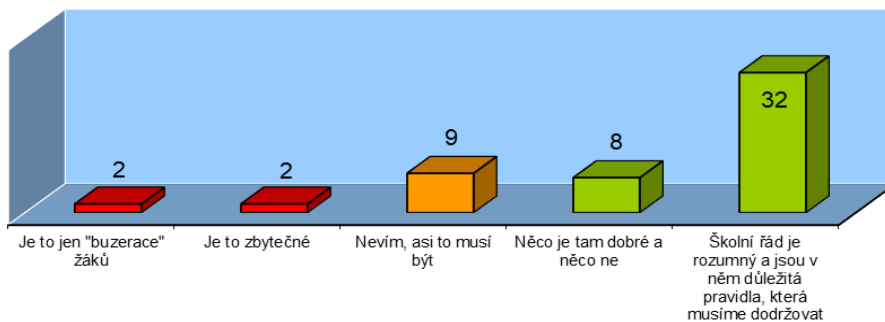 2
2
9
8
32
Je to jen "buzerace"
žáků
Je to zbytečné
Nevím, asi to musí
být
Něco je tam dobré a
něco ne
Školní řád je
rozumný a jsou v
něm důležitá
pravidla, která
musíme dodržovat